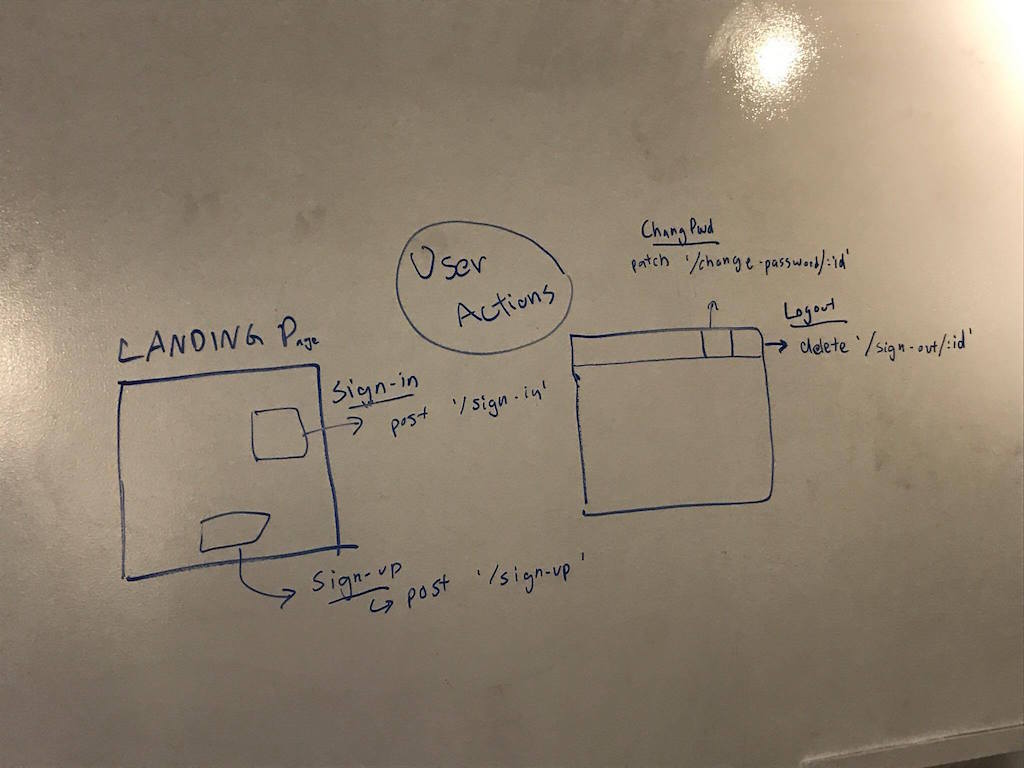 User
Actions
ChangPwd
patch '/change-password/:id'
Logout
delete '/sign-out/:id'
LANDING Page
Sign-in
post '/sign-in'
Sign-up
post '/sign-up'